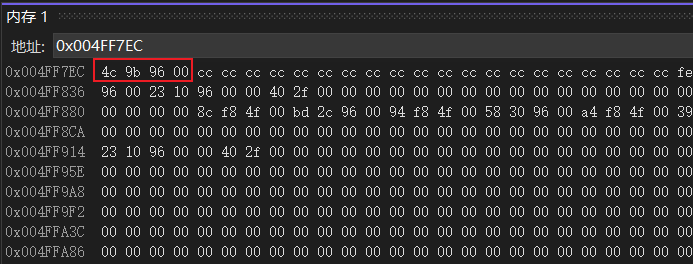 内存 1
地址: 0x004FF7EC
0x004FF7EC 4c 9b 96 00 cc cc cc cc cc cc cc cc cc cc cc cc cc cc cc cc cc cc cc cc fe
0x004FF836 96 00 23 10 96 00 00 40 2f 00 00 00 00 00 00 00 00 00 00 00 00 00 00 00 00
0x004FF880 00 00 00 00 8c f8 4f 00 bd 2c 96 00 94 f8 4f 00 58 30 96 00 a4 f8 4f 00 39
0x004FF8CA 00 00 00 00 00 00 00 00 00 00 00 00 00 00 00 00 00 00 00 00 00 00 00 00 00
0x004FF914 23 10 96 00 00 40 2f 00 00 00 00 00 00 00 00 00 00 00 00 00 00 00 00 00 00
0x004FF95E 00 00 00 00 00 00 00 00 00 00 00 00 00 00 00 00 00 00 00 00 00 00 00 00 00
0x004FF9A8 00 00 00 00 00 00 00 00 00 00 00 00 00 00 00 00 00 00 00 00 00 00 00 00 00
0x004FF9F2 00 00 00 00 00 00 00 00 00 00 00 00 00 00 00 00 00 00 00 00 00 00 00 00 00
0x004FFA3C 00 00 00 00 00 00 00 00 00 00 00 00 00 00 00 00 00 00 00 00 00 00 00 00 00
0x004FFA86 00 00 00 00 00 00 00 00 00 00 00 00 00 00 00 00 00 00 00 00 00 00 00 00 00